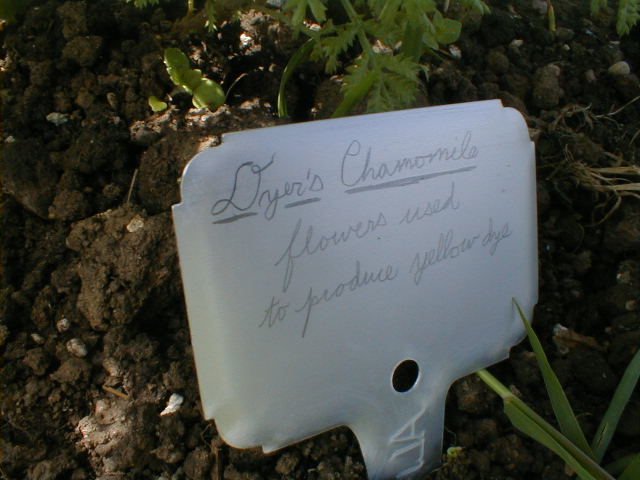 Dyer's Chamomile
flowers used
to produce yellow dye